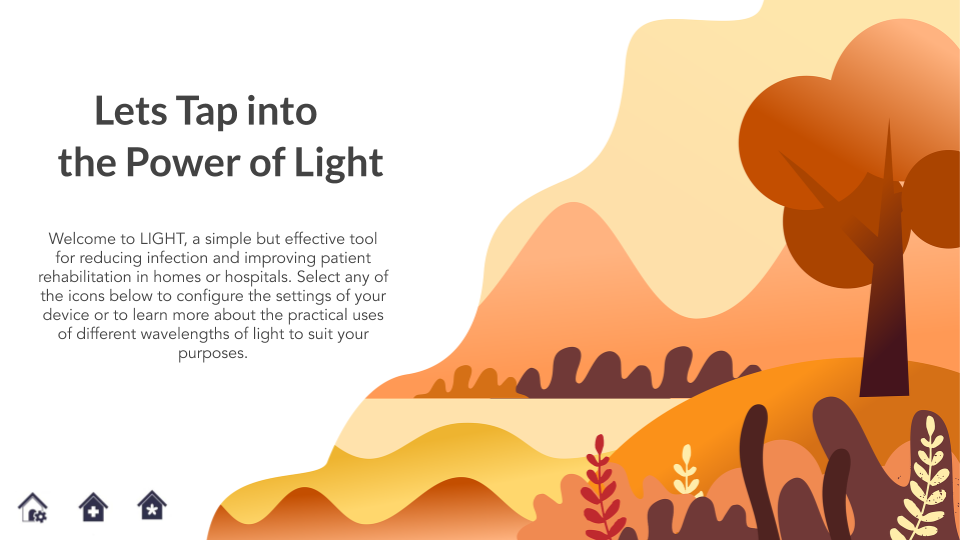 Lets Tap into
the Power of Light
Welcome to LIGHT, a simple but effective tool
for reducing infection and improving patient
rehabilitation in homes or hospitals. Select any of
the icons below to configure the settings of your
device or to learn more about the practical uses
of different wavelengths of light to suit your
purposes.